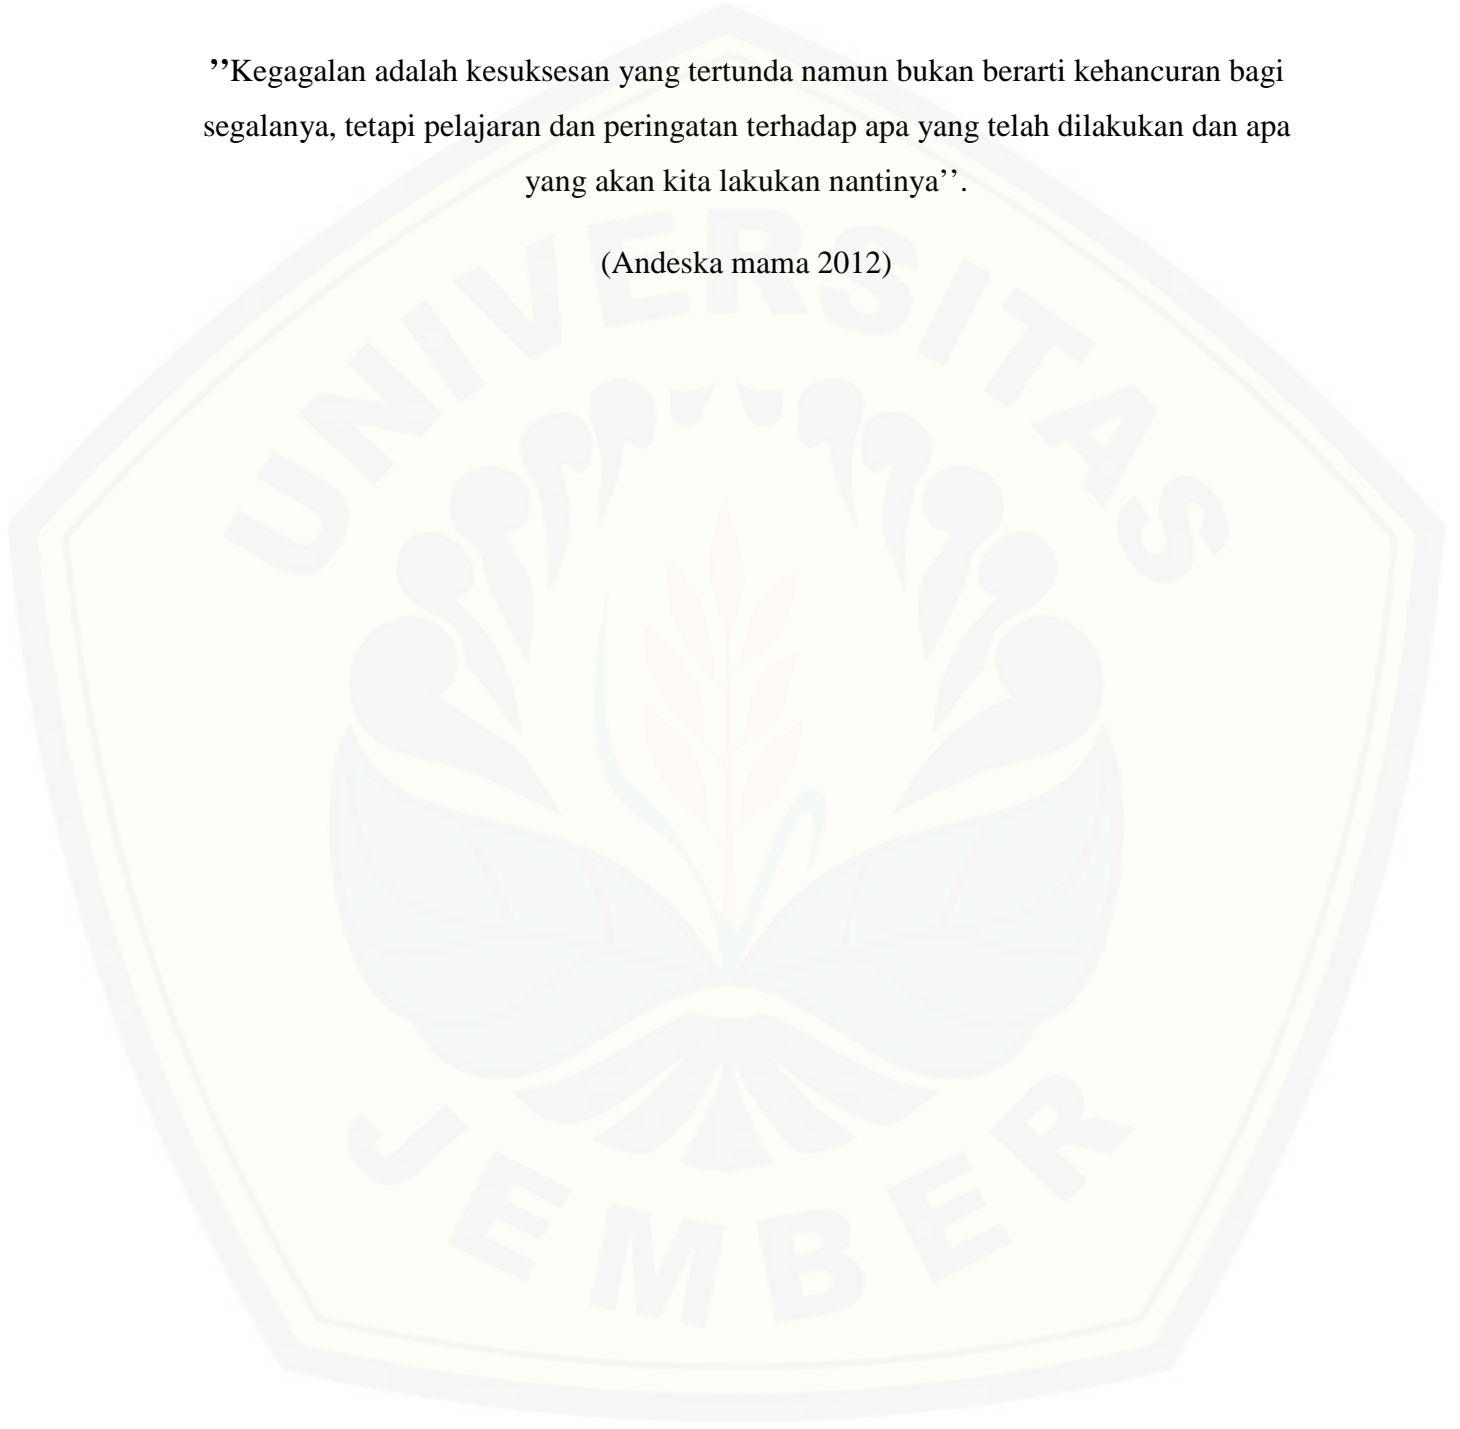 ’’Kegagalan adalah kesuksesan yang tertunda namun bukan berarti kehancuran bagi
segalanya, tetapi pelajaran dan peringatan terhadap apa yang telah dilakukan dan apa
yang akan kita lakukan nantinya’’.
(Andeska mama 2012)
UNIVERSITAS
JEMBER